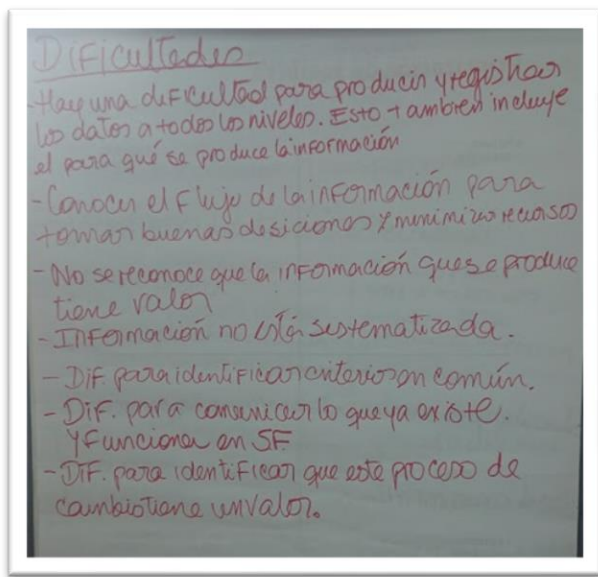 Dificultades
- Hay una dificultad para producir y registrar
los datos a todos los niveles. Esto también incluye
el para qué se produce la información
- Conocer el flujo de la información para
tomar buenas desiciones y minimizar recursos
- No se reconoce que la información que se produce
tiene valor
- Información no está sistematizada.
- Dif. para identificar criterios en común.
- Dif. para comunicar lo que ya existe.
y Funciona en SF
- Dif. para identificar que este proceso de
cambio tiene un valor.